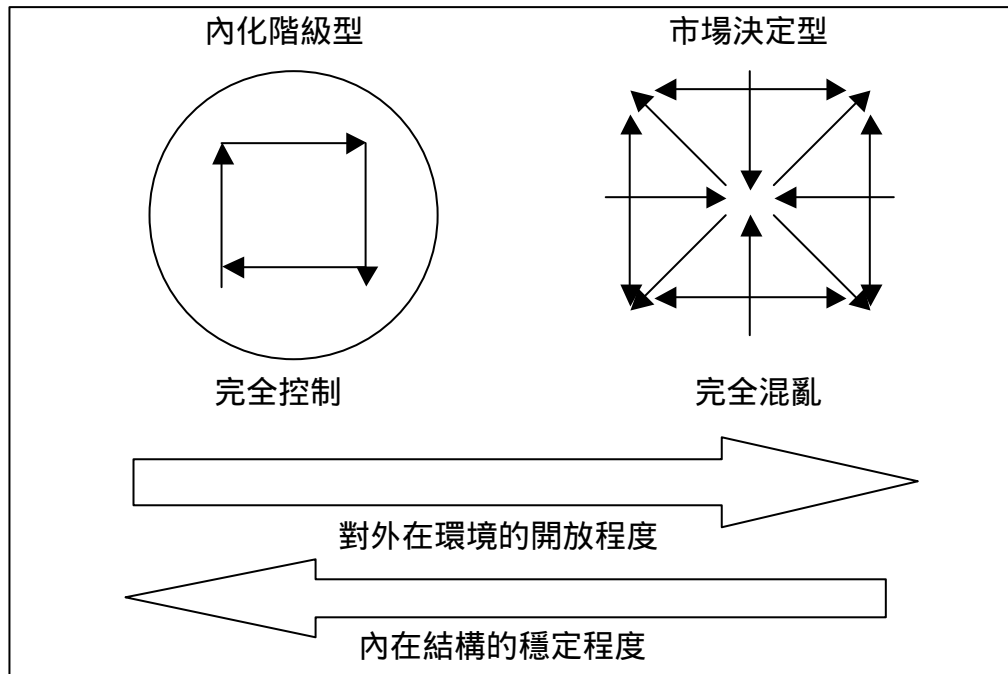 內化階級型
市場決定型
完全控制
完全混亂
對外在環境的開放程度
內在結構的穩定程度